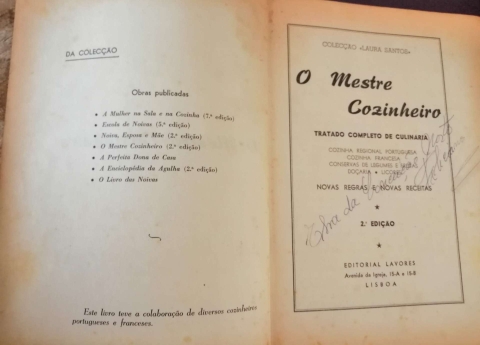 DA COLECÇÃO
Obras publicadas
• A Mulher na Sala e na Cozinha (7.ª edição)
• Escola de Noivas (5.ª edição)
• Noiva, Esposa e Mãe (2.ª edição)
• O Mestre Cozinheiro (2.ª edição)
• A Perfeita Dona de Casa
• A Enciclopédia da Agulha (2.ª edição)
• O Livro das Noivas
Este livro teve a colaboração de diversos cozinheiros
portugueses e franceses.
COLECÇÃO «LAURA SANTOS»
O Mestre
Cozinheiro
TRATADO COMPLETO DE CULINARIA
COZINHA REGIONAL PORTUGUESA
COZINHA FRANCESA
CONSERVAS DE LEGUMES E
DOÇARIA • LICORES
NOVAS REGRAS E NOVAS RECEITAS
2.ª EDIÇÃO
EDITORIAL LAVORES
Avenida da Igreja, 15-A e 15-B
LISBOA